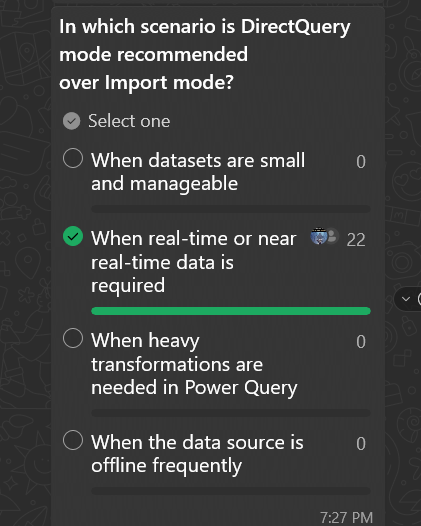 In which scenario is DirectQuery
mode recommended
over Import mode?
Select one
When datasets are small 0
and manageable
When real-time or near 22
real-time data is
required
When heavy 0
transformations are
needed in Power Query
When the data source is 0
offline frequently
7:27 PM